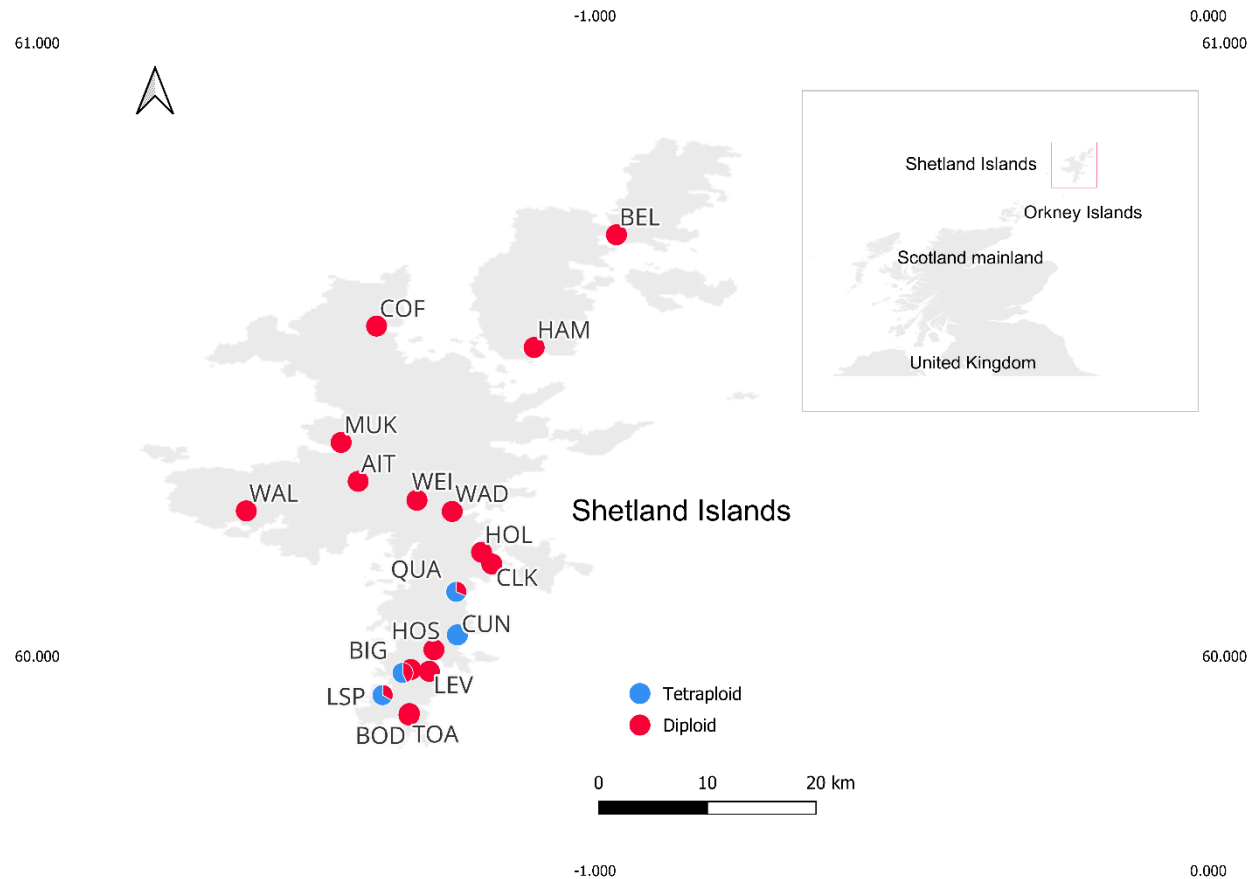 -1.000
0.000
61.000
61.000
Shetland Islands
Orkney Islands
BEL
Scotland mainland
COF
HAM
United Kingdom
MUK
AIT
WEI
WAL
WAD
Shetland Islands
HOL
QUA
CLK
CUN
HOS
BIG
60.000
60.000
LEV
Tetraploid
LSP
Diploid
BOD
TOA
0
10
20 km
-1.000
0.000